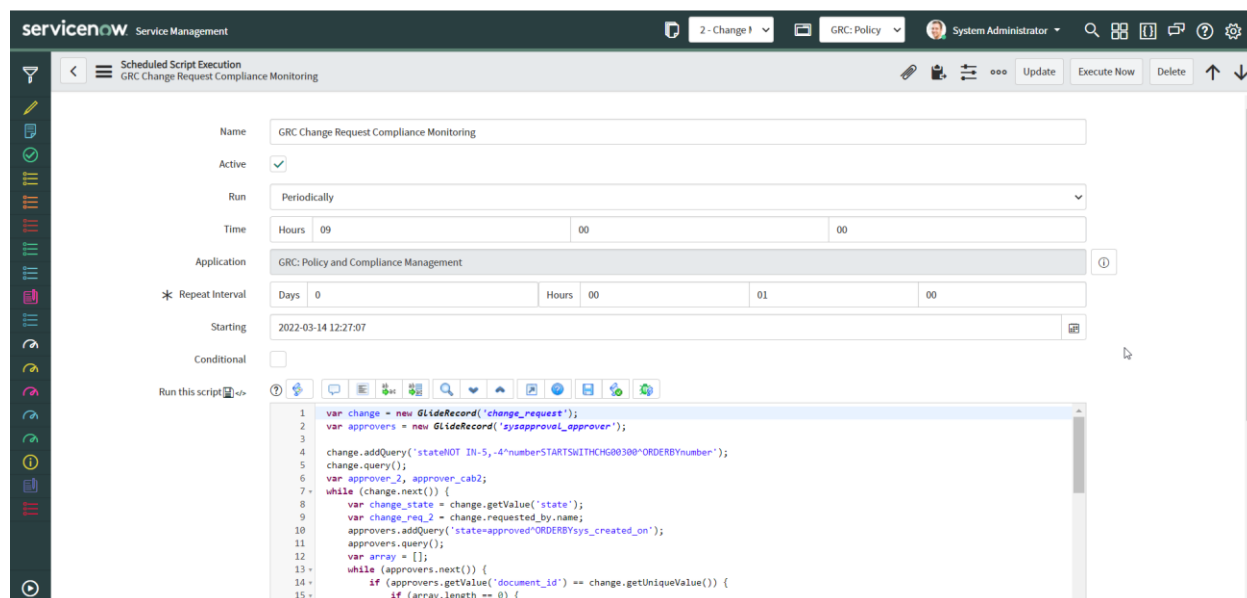 servicenow Service Management 2 - Change M GRC: Policy System Administrator
Scheduled Script Execution
GRC Change Request Compliance Monitoring
Update Execute Now Delete
Name GRC Change Request Compliance Monitoring
Active
Run Periodically
Time Hours 09 00 00
Application GRC: Policy and Compliance Management
Repeat Interval Days 0 Hours 00 01 00
Starting 2022-03-14 12:27:07
Conditional
Run this script
1 var change = new GlideRecord('change_request');
2 var approvers = new GlideRecord('sysapproval_approver');
3
4 change.addQuery('stateNOT IN-5,-4^numberSTARTSWITHCHG00300^ORDERBYnumber');
5 change.query();
6 var approver_2, approver_cab2;
7 while (change.next()) {
8 var change_state = change.getValue('state');
9 var change_req_2 = change.requested_by.name;
10 approvers.addQuery('state=approved^ORDERBYsys_created_on');
11 approvers.query();
12 var array = [];
13 while (approvers.next()) {
14 if (approvers.getValue('document_id') == change.getUniqueValue()) {
15 if (array.length == 0) {